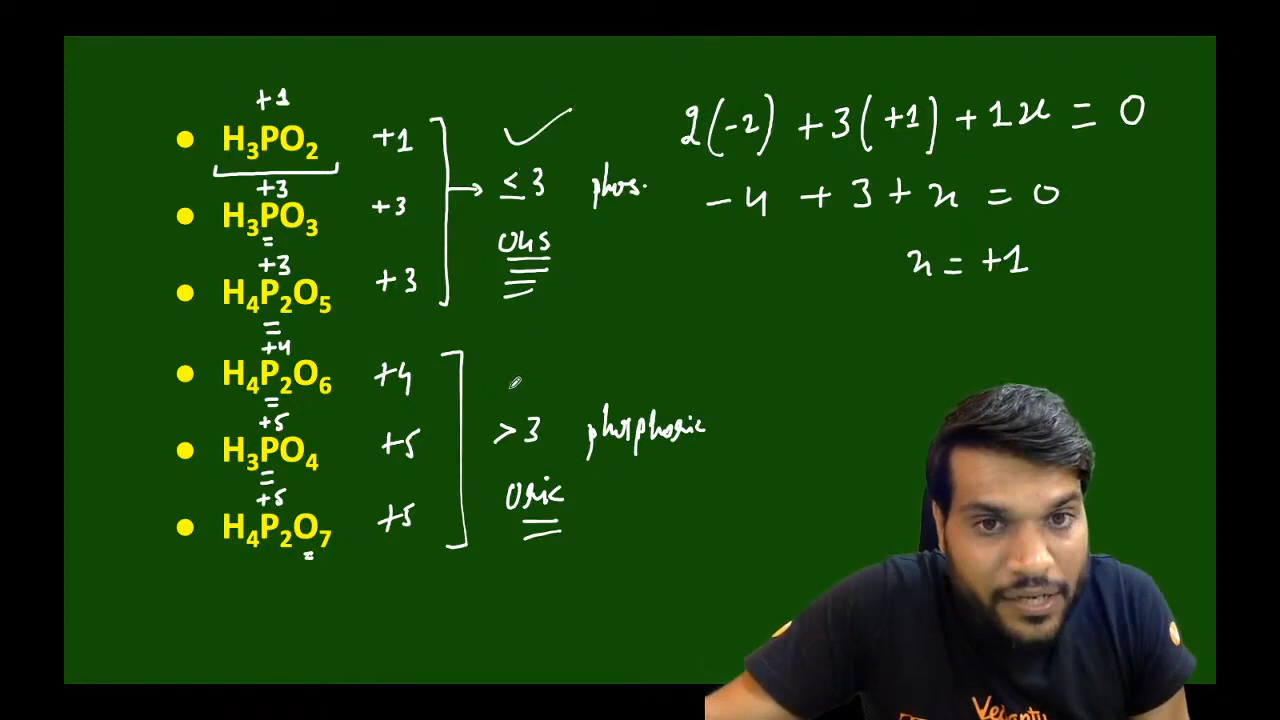 +1
• H₃PO₂ +1
+3
• H₃PO₃ +3
+3
• H₄P₂O₅ +3
+4
• H₄P₂O₆ +4
+5
• H₃PO₄ +5
+5
• H₄P₂O₇ +5
≤ 3 phos.
ous
> 3 phosphoric
oric
2(-2) + 3(+1) + 1x = 0
-4 + 3 + x = 0
x = +1
Vedantu